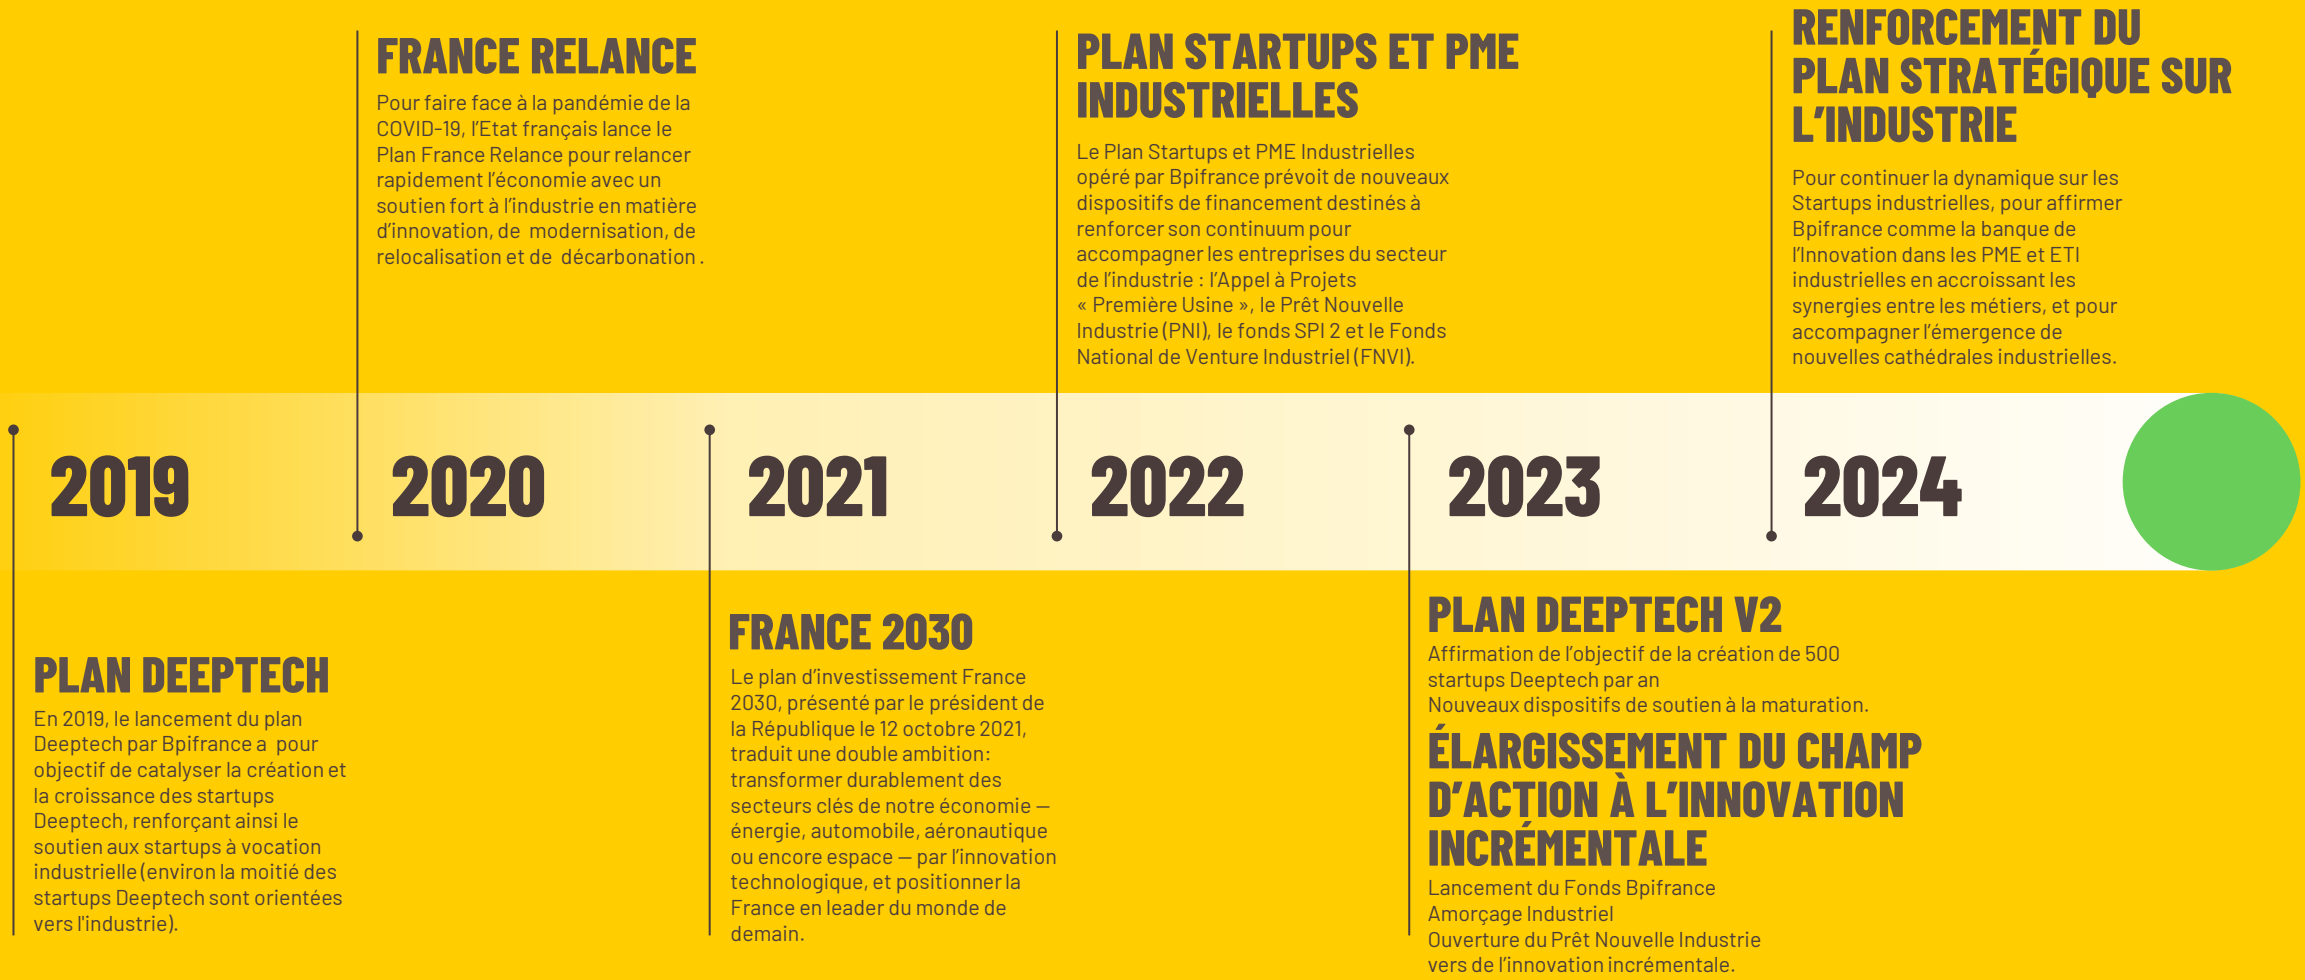 FRANCE RELANCE
Pour faire face à la pandémie de la
COVID-19, l'Etat français lance le
Plan France Relance pour relancer
rapidement l'économie avec un
soutien fort à l'industrie en matière
d'innovation, de modernisation, de
relocalisation et de décarbonation .
PLAN STARTUPS ET PME
INDUSTRIELLES
Le Plan Startups et PME Industrielles
opéré par Bpifrance prévoit de nouveaux
dispositifs de financement destinés à
renforcer son continuum pour
accompagner les entreprises du secteur
de l'industrie : l'Appel à Projets
« Première Usine », le Prêt Nouvelle
Industrie (PNI), le fonds SPI 2 et le Fonds
National de Venture Industriel (FNVI).
RENFORCEMENT DU
PLAN STRATÉGIQUE SUR
L'INDUSTRIE
Pour continuer la dynamique sur les
Startups industrielles, pour affirmer
Bpifrance comme la banque de
l'Innovation dans les PME et ETI
industrielles en accroissant les
synergies entre les métiers, et pour
accompagner l'émergence de
nouvelles cathédrales industrielles.
2019
2020
2021
2022
2023
2024
PLAN DEEPTECH
En 2019, le lancement du plan
Deeptech par Bpifrance a pour
objectif de catalyser la création et
la croissance des startups
Deeptech, renforçant ainsi le
soutien aux startups à vocation
industrielle (environ la moitié des
startups Deeptech sont orientées
vers l'industrie).
FRANCE 2030
Le plan d'investissement France
2030, présenté par le président de
la République le 12 octobre 2021,
traduit une double ambition:
transformer durablement des
secteurs clés de notre économie —
énergie, automobile, aéronautique
ou encore espace — par l'innovation
technologique, et positionner la
France en leader du monde de
demain.
PLAN DEEPTECH V2
Affirmation de l'objectif de la création de 500
startups Deeptech par an
Nouveaux dispositifs de soutien à la maturation.
ÉLARGISSEMENT DU CHAMP
D'ACTION À L'INNOVATION
INCRÉMENTALE
Lancement du Fonds Bpifrance
Amorçage Industriel
Ouverture du Prêt Nouvelle Industrie
vers de l'innovation incrémentale.